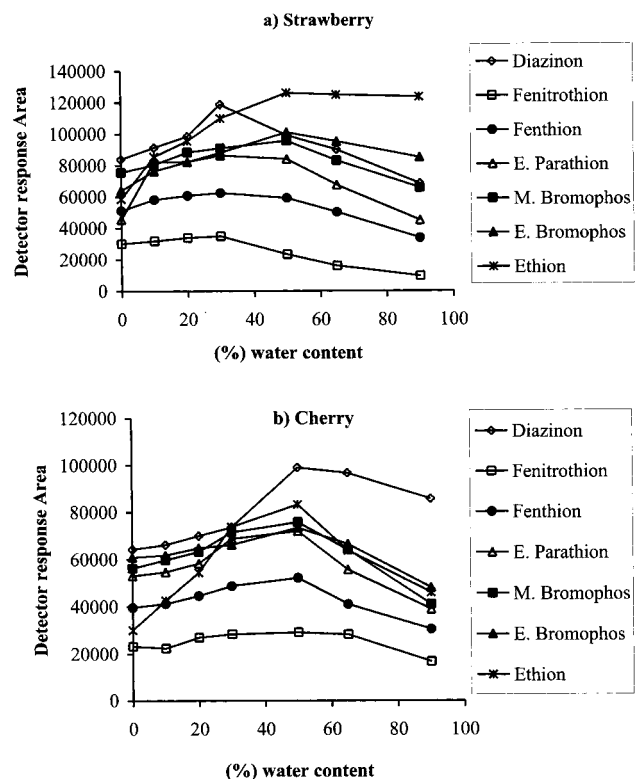 a) Strawberry
140000
120000
100000
80000
60000
40000
20000
0
Detector response Area
0 20 40 60 80 100
(%) water content
Diazinon
Fenitrothion
Fenthion
E. Parathion
M. Bromophos
E. Bromophos
Ethion
b) Cherry
120000
100000
80000
60000
40000
20000
0
Detector response Area
0 20 40 60 80 100
(%) water content
Diazinon
Fenitrothion
Fenthion
E. Parathion
M. Bromophos
E. Bromophos
Ethion